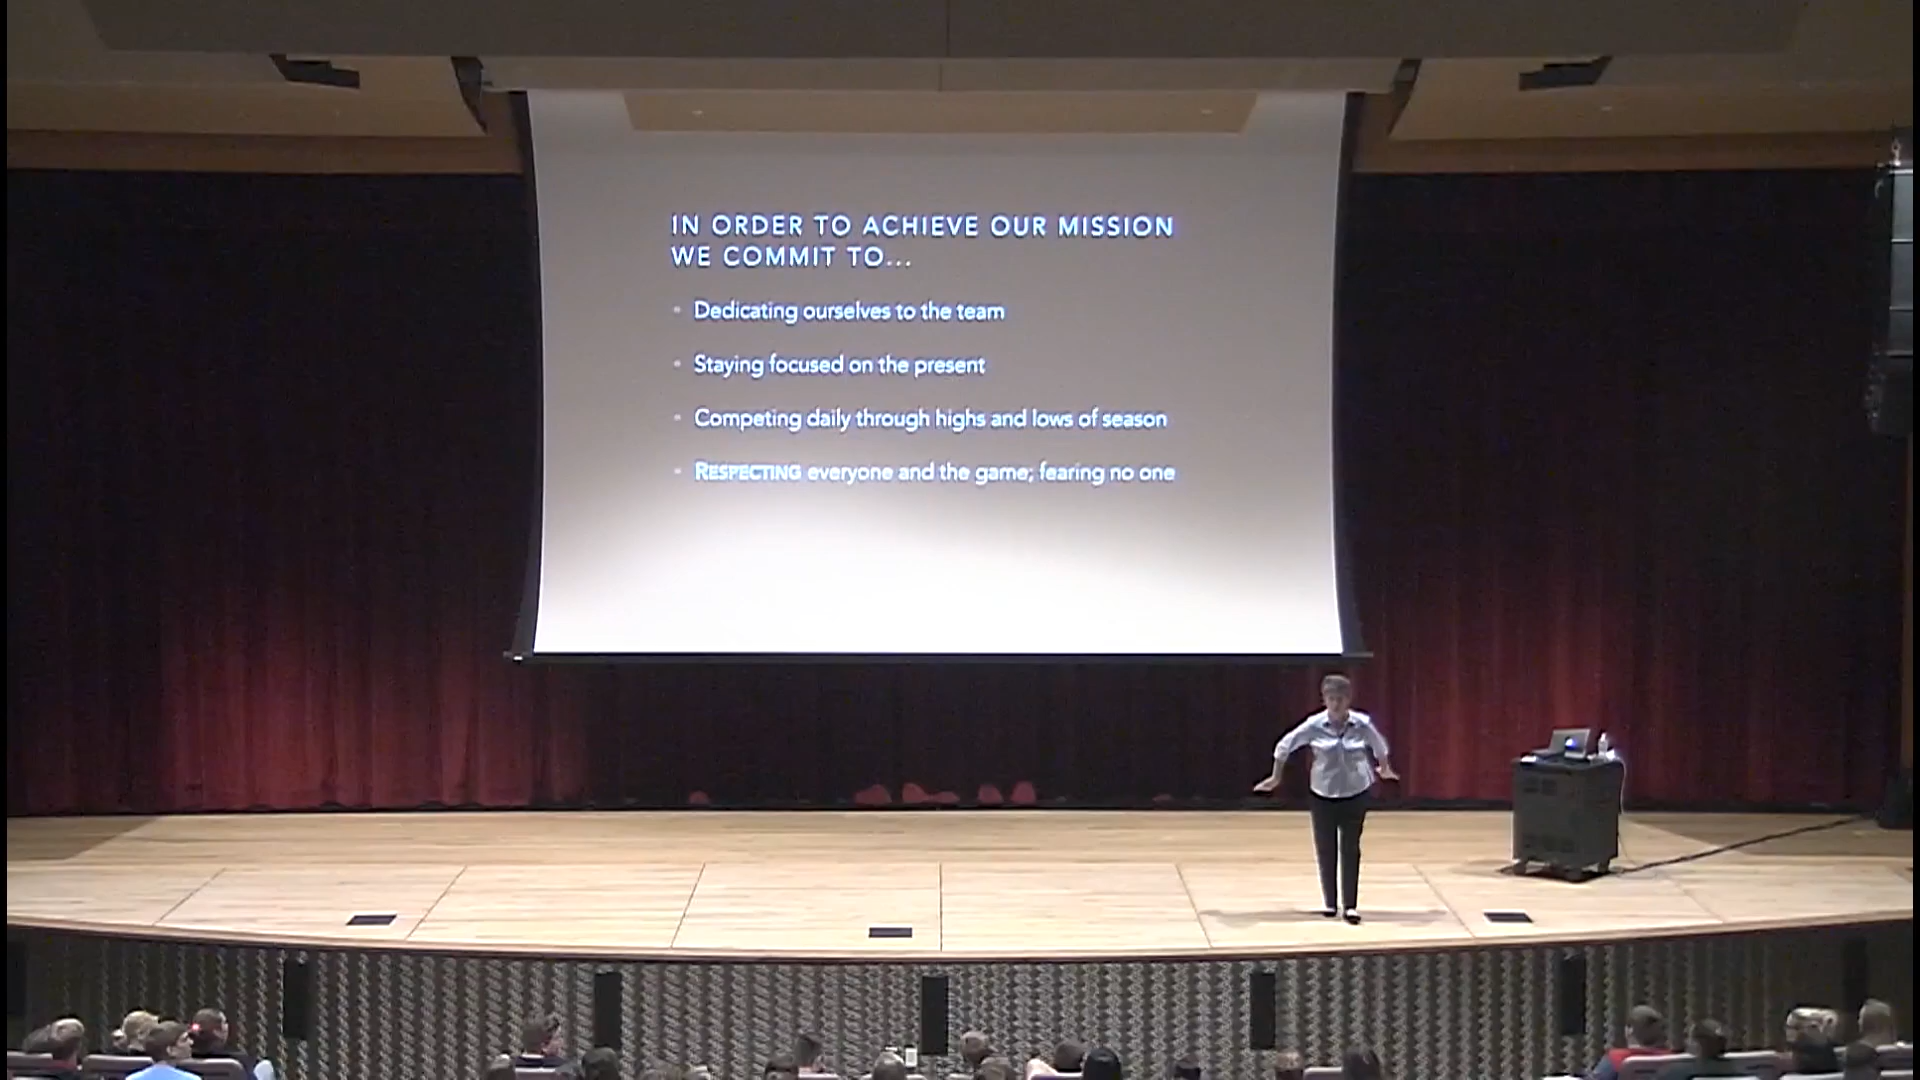 IN ORDER TO ACHIEVE OUR MISSION
WE COMMIT TO...
• Dedicating ourselves to the team
• Staying focused on the present
• Competing daily through highs and lows of season
• RESPECTING everyone and the game; fearing no one